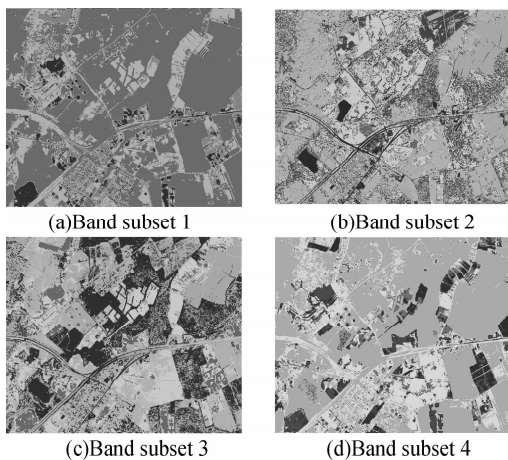 (a)Band subset 1
(b)Band subset 2
(c)Band subset 3
(d)Band subset 4